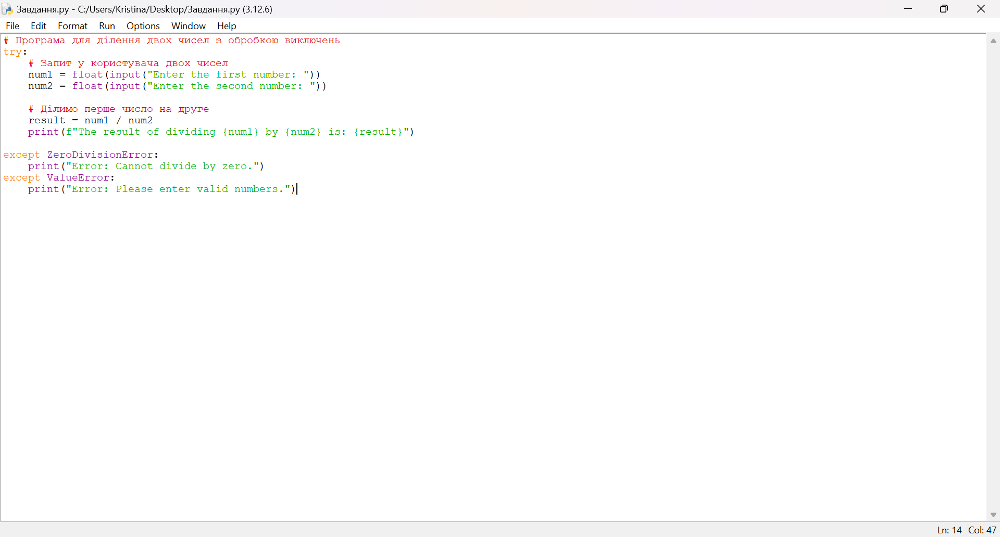 Завдання.py - C:/Users/Kristina/Desktop/Завдання.py (3.12.6)
File Edit Format Run Options Window Help
# Програма для ділення двох чисел з обробкою виключень
try:
    # Запит у користувача двох чисел
    num1 = float(input("Enter the first number: "))
    num2 = float(input("Enter the second number: "))
    # Ділимо перше число на друге
    result = num1 / num2
    print(f"The result of dividing {num1} by {num2} is: {result}")
except ZeroDivisionError:
    print("Error: Cannot divide by zero.")
except ValueError:
    print("Error: Please enter valid numbers.")
Ln: 14 Col: 47